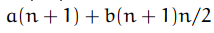 a(n + 1) + b(n + 1)n/2